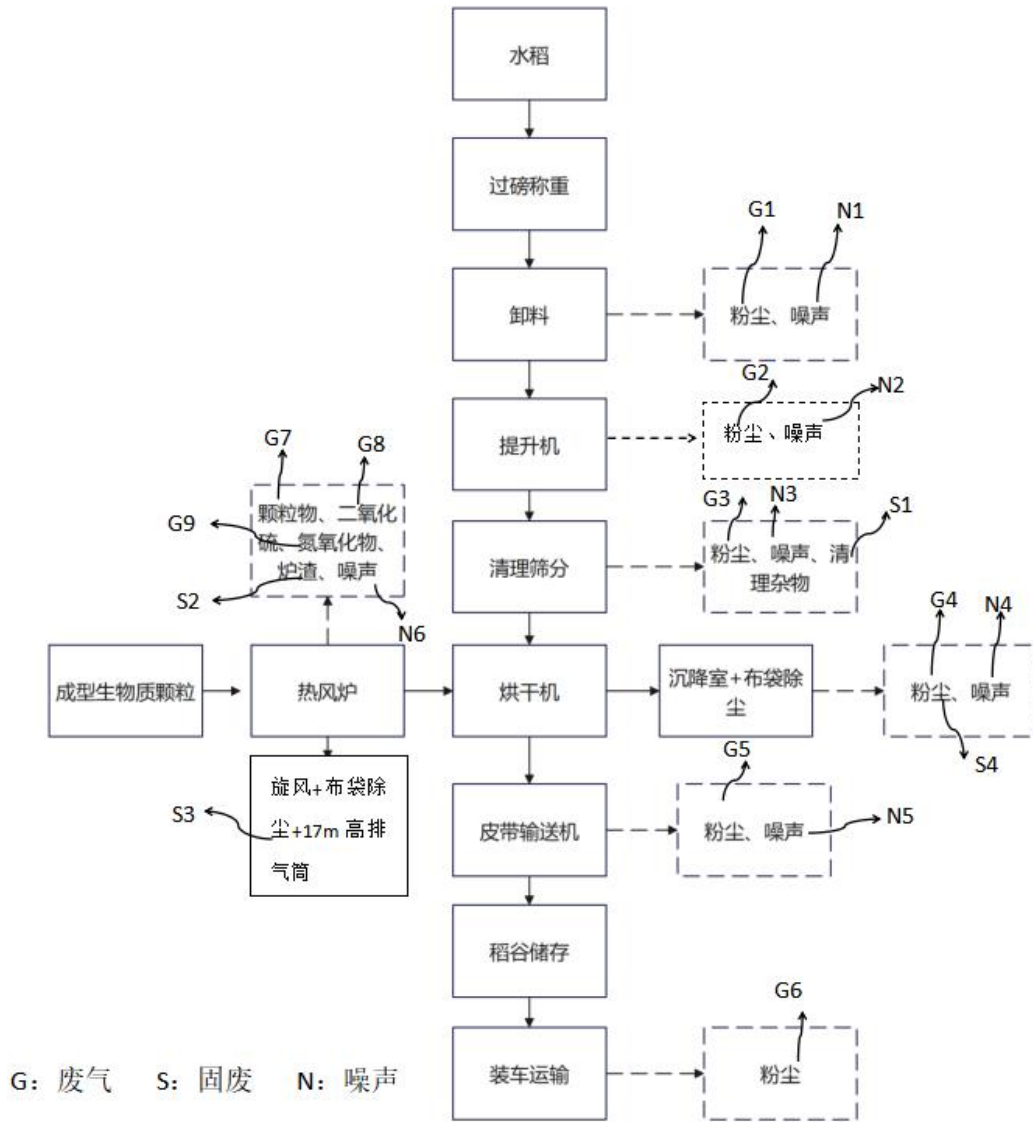 水稻
过磅称重
G1
N1
卸料
粉尘、噪声
G2
N2
提升机
粉尘、噪声
G7
G8
G9
颗粒物、二氧化
硫、氮氧化物、
炉渣、噪声
S2
N6
G3
N3
S1
清理筛分
粉尘、噪声、清
理杂物
G4
N4
成型生物质颗粒
热风炉
烘干机
沉降室+布袋除
尘
粉尘、噪声
S4
S3
旋风+布袋除
尘+17m高排
气筒
G5
皮带输送机
粉尘、噪声
N5
稻谷储存
G6
装车运输
粉尘
G：废气 S：固废 N：噪声